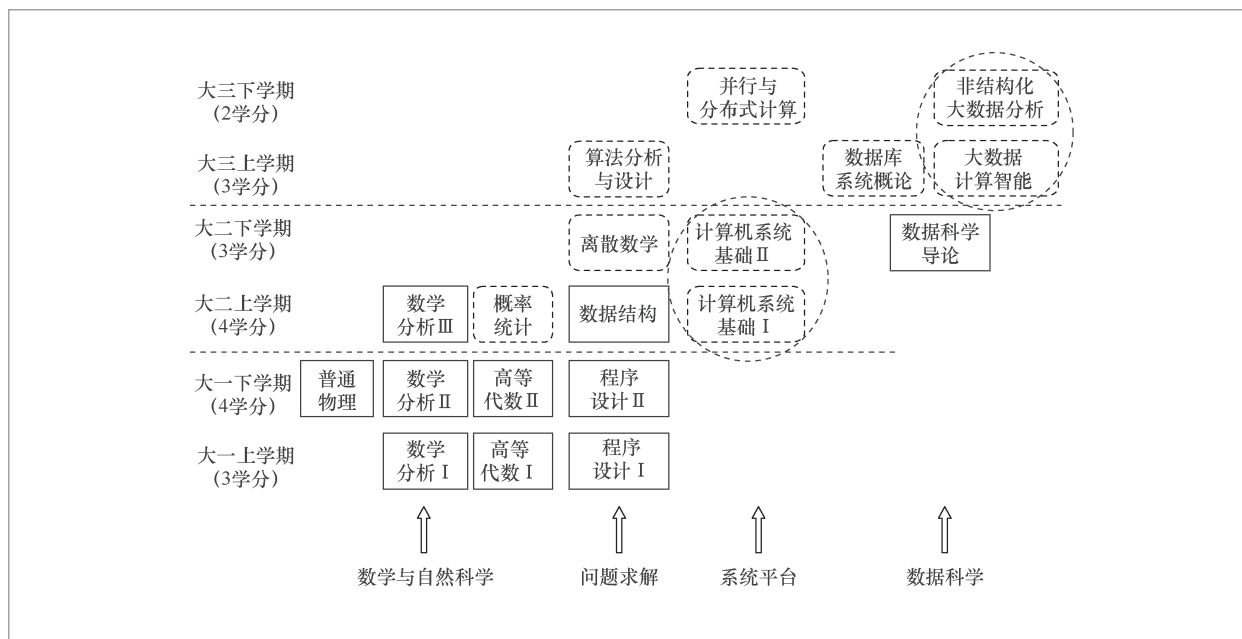 大三下学期
(2学分)
并行与
分布式计算
非结构化
大数据分析
大三上学期
(3学分)
算法分析
与设计
数据库
系统概论
大数据
计算智能
大二下学期
(3学分)
离散数学
计算机系统
基础Ⅱ
数据科学
导论
大二上学期
(4学分)
数学
分析Ⅲ
概率
统计
数据结构
计算机系统
基础Ⅰ
大一下学期
(4学分)
普通
物理
数学
分析Ⅱ
高等
代数Ⅱ
程序
设计Ⅱ
大一上学期
(3学分)
数学
分析Ⅰ
高等
代数Ⅰ
程序
设计Ⅰ
数学与自然科学
问题求解
系统平台
数据科学